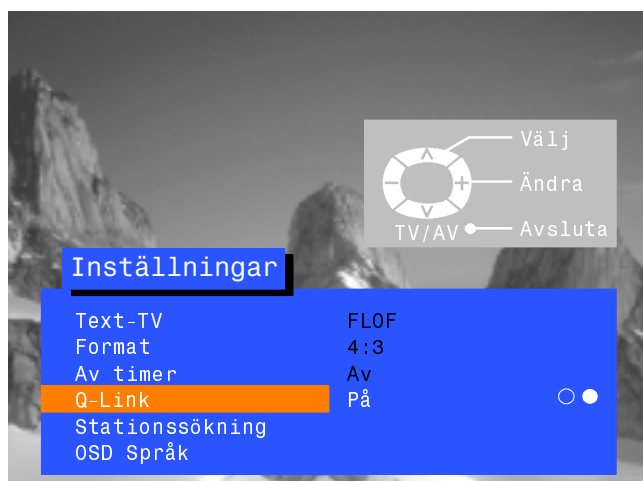 Välj
Ändra
TV/AV Avsluta
Inställningar
Text-TV FLOF
Format 4:3
Av timer Av
Q-Link På
Stationssökning
OSD Språk